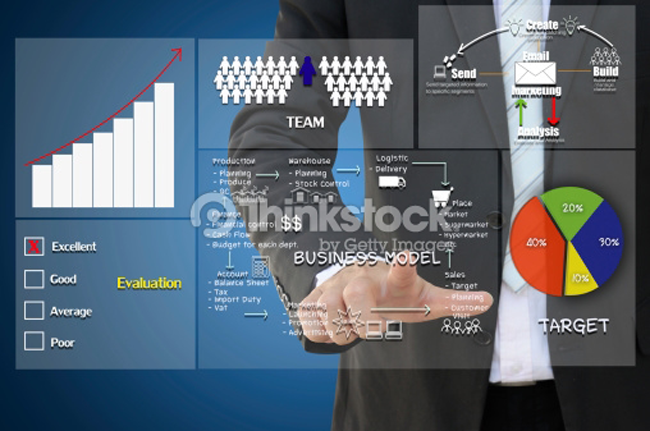 Create
Email
Send
Build
Marketing
Analysis
TEAM
Production
- Planning
- Produce
- QC
Warehouse
- Planning
- Stock control
Logistic
- Delivery
Place
- Market
- Supermarket
- Hypermarket
Finance
- Financial control
- Cash Flow
- Budget for each dept.
$$
Thinkstock
by Getty Images
BUSINESS MODEL
Account
- Balance Sheet
- Tax
- Import Duty
- Vat
Marketing
- Launching
- Promotion
- Advertising
Sales
- Target
- Planning
- Customer
X Excellent
Good
Average
Poor
Evaluation
20%
40%
30%
10%
TARGET